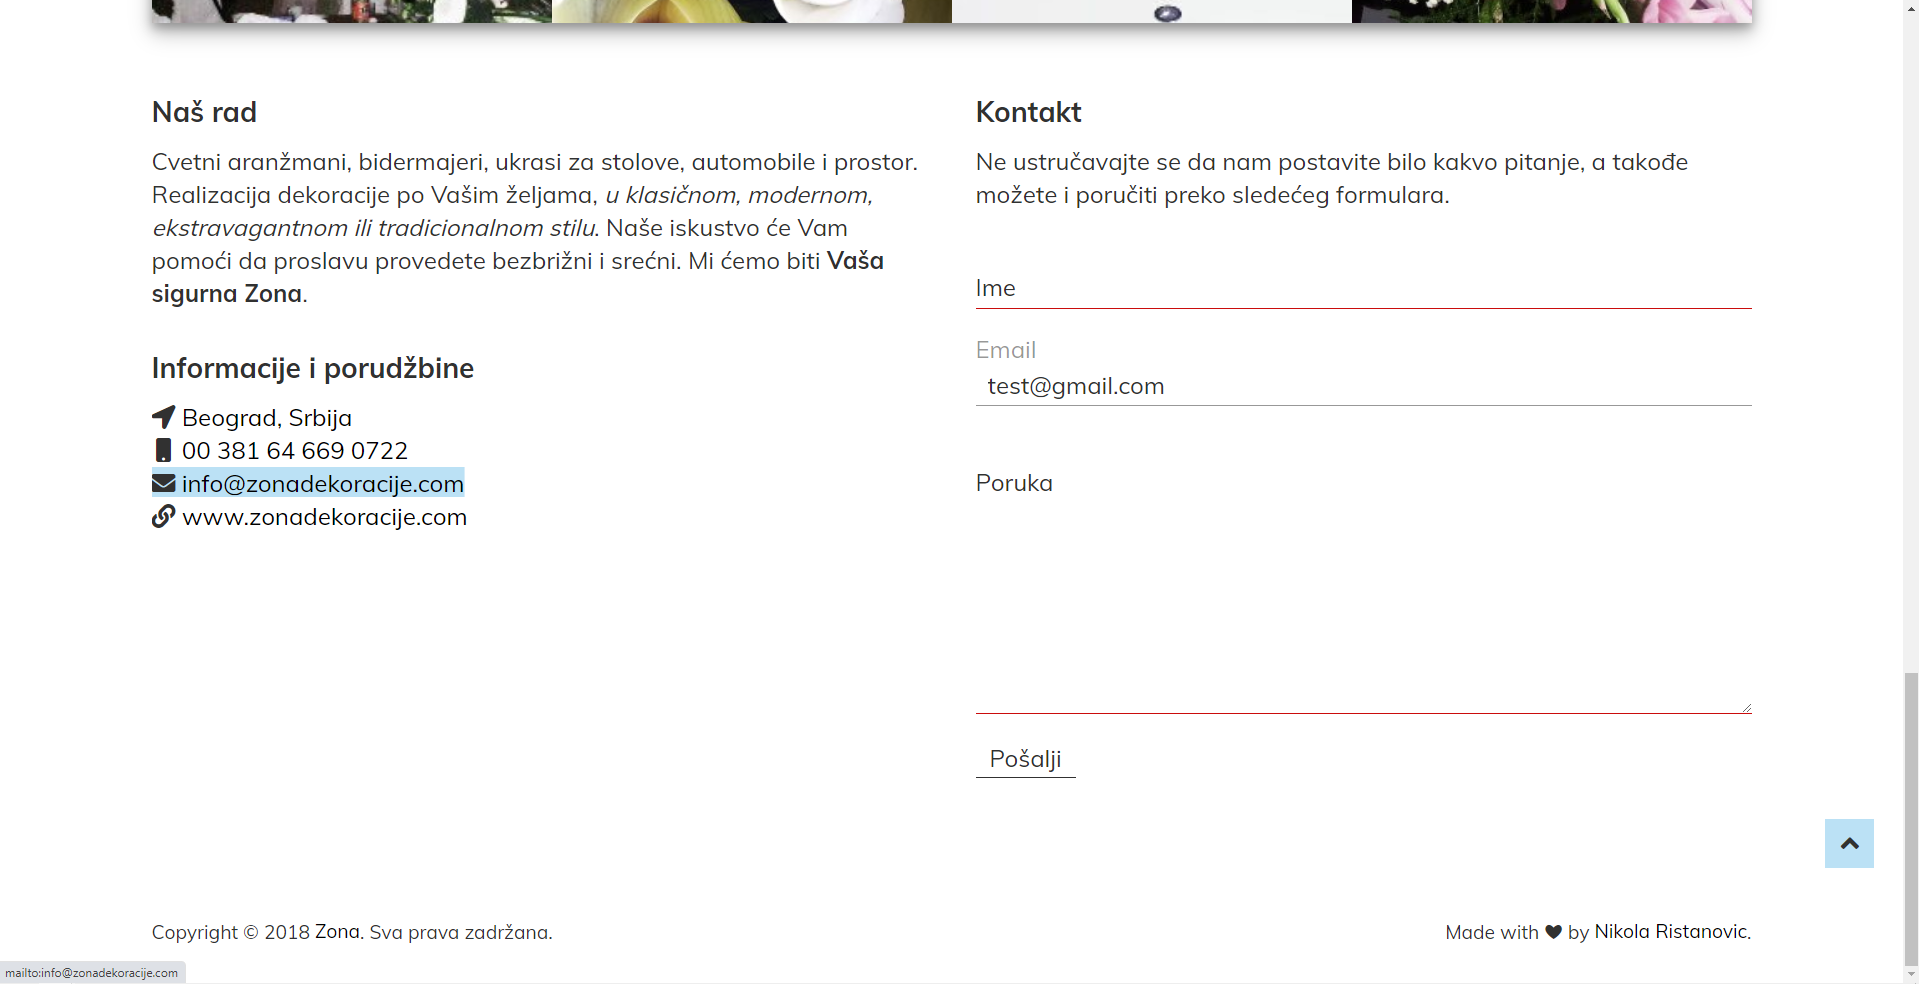 Naš rad
Cvetni aranžmani, bidermajeri, ukrasi za stolove, automobile i prostor.
Realizacija dekoracije po Vašim željama, u klasičnom, modernom,
ekstravagantnom ili tradicionalnom stilu. Naše iskustvo će Vam
pomoći da proslavu provedete bezbrižni i srećni. Mi ćemo biti Vaša
sigurna Zona.
Informacije i porudžbine
Beograd, Srbija
00 381 64 669 0722
info@zonadekoracije.com
www.zonadekoracije.com
Kontakt
Ne ustručavajte se da nam postavite bilo kakvo pitanje, a takođe
možete i poručiti preko sledećeg formulara.
Ime
Email
test@gmail.com
Poruka
Pošalji
Copyright © 2018 Zona. Sva prava zadržana.
Made with ♥ by Nikola Ristanovic.
mailto:info@zonadekoracije.com